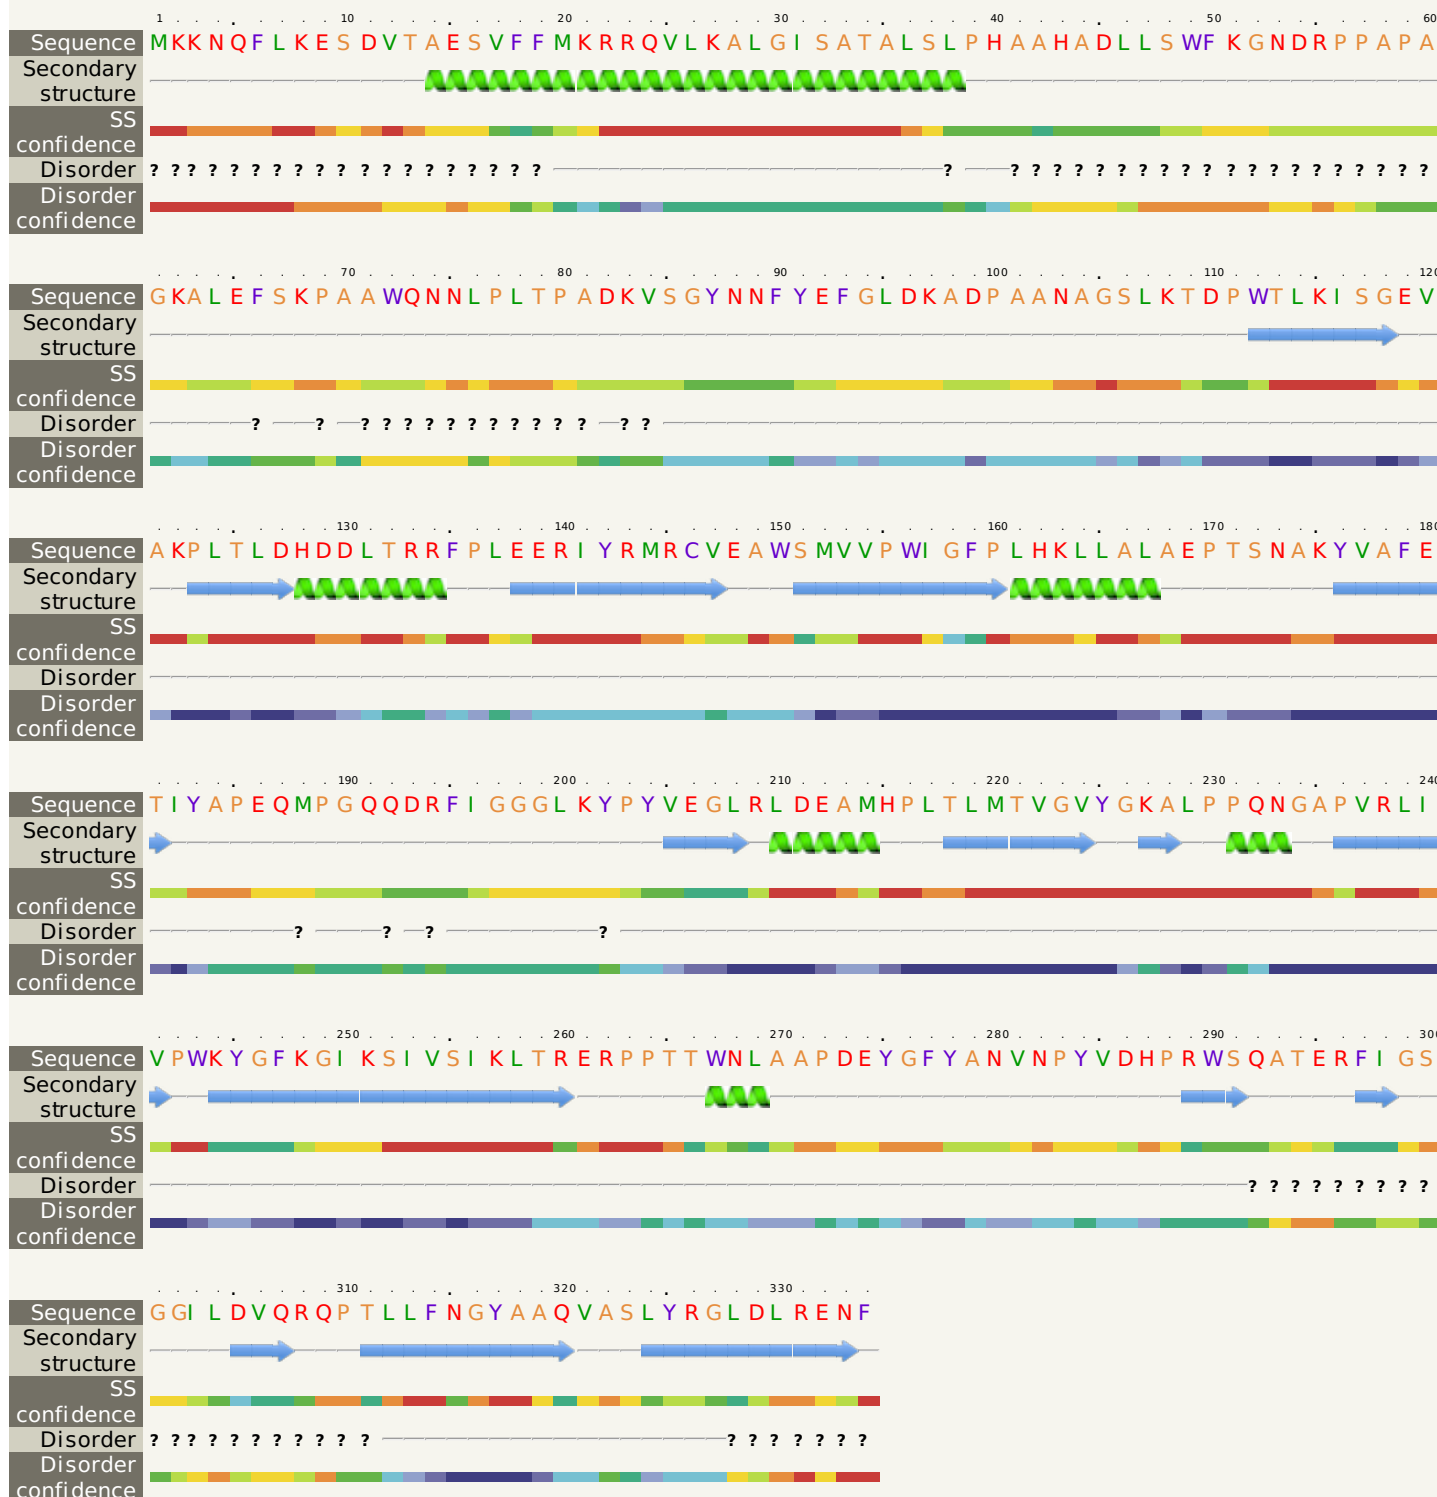 1 10 20 30 40 50 60
Sequence MKKNQFLKESDVTAESVFFMKRRQVLKALGISATALSLPHAAHADLLSWFKGNDRPPAPA
Secondary
structure
SS
confidence
Disorder ? ? ? ? ? ? ? ? ? ? ? ? ? ? ? ? ? ? ? ? ? ? ? ? ? ? ? ? ? ? ? ? ? ? ? ? ? ? ? ?
Disorder
confidence
70 80 90 100 110 120
Sequence GKALEFSKPAAWQNNLPLTPADKVSGYNNFYEFGLDKADPAANAGSLKTDPWTLKISGEV
Secondary
structure
SS
confidence
Disorder ? ? ? ? ? ? ? ? ? ? ? ? ? ? ?
Disorder
confidence
130 140 150 160 170 180
Sequence AKPLTLDHDDLTRRFPLEERIYRMRCVEAWSMVVPWIGFPLHKLLALAEPTSNAKYVAFE
Secondary
structure
SS
confidence
Disorder
Disorder
confidence
190 200 210 220 230 240
Sequence TIYAPEQMPGQQDRFIGGGLKYPYVEGLRLDEAMHPLTLMTVGVYGKALPPQNGAPVRLI
Secondary
structure
SS
confidence
Disorder ? ? ? ?
Disorder
confidence
250 260 270 280 290 300
Sequence VPWKYGFKGIKSIVSIKLTRERPPTTWNLAAPDEYGFYANVNPYVDHPRWSQATERFIGS
Secondary
structure
SS
confidence
Disorder ? ? ? ? ? ? ? ? ?
Disorder
confidence
310 320 330
Sequence GGILDVQRQPTLLFNGYAAQVASLYRGLDLRENF
Secondary
structure
SS
confidence
Disorder ? ? ? ? ? ? ? ? ? ? ? ? ? ? ? ? ? ?
Disorder
confidence